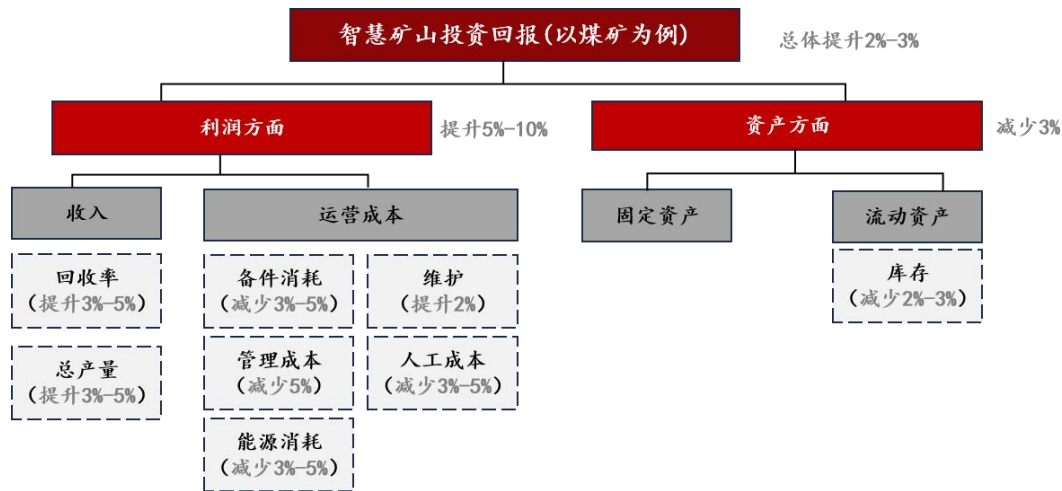 智慧矿山投资回报(以煤矿为例)
总体提升2%-3%
利润方面
提升5%-10%
资产方面
减少3%
收入
运营成本
固定资产
流动资产
回收率
（提升3%-5%）
备件消耗
（减少3%-5%）
维护
（提升2%）
库存
（减少2%-3%）
总产量
（提升3%-5%）
管理成本
（减少5%）
人工成本
（减少3%-5%）
能源消耗
（减少3%-5%）